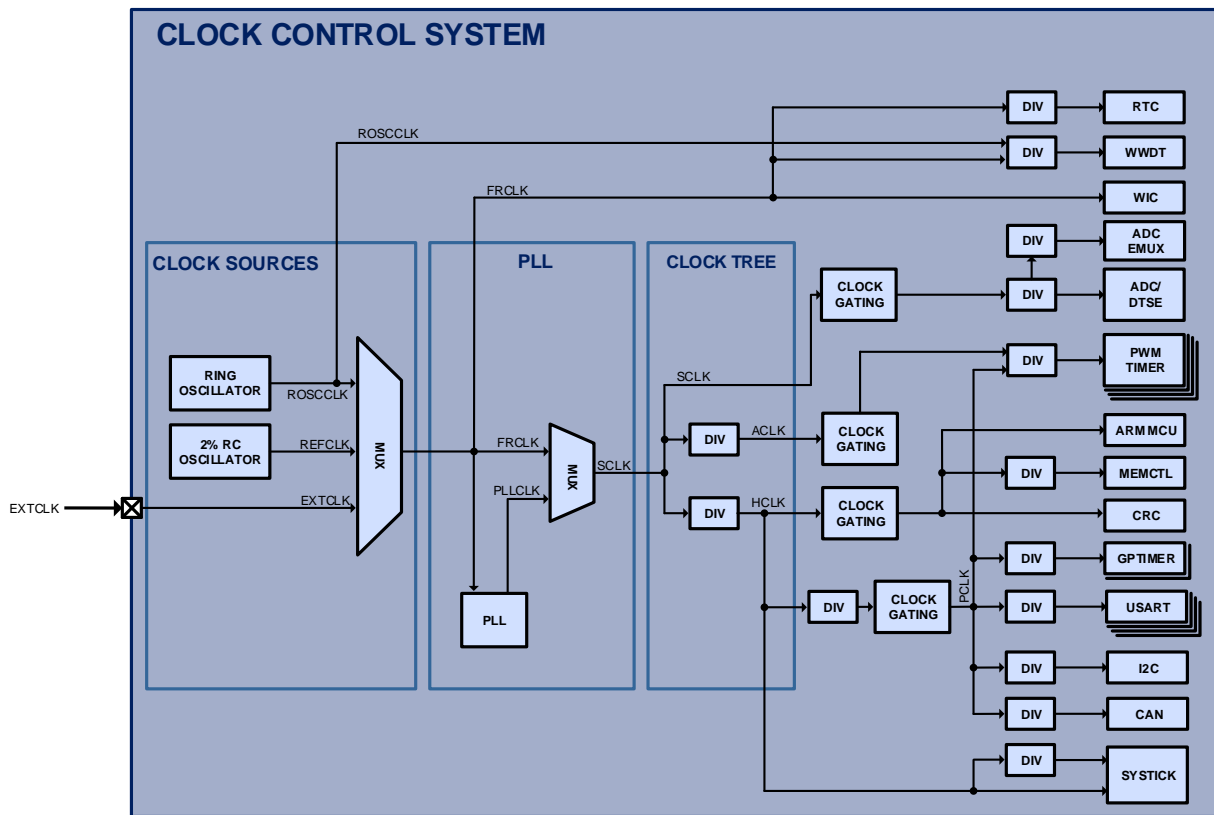 CLOCK CONTROL SYSTEM
DIV
RTC
ROSCCLK
DIV
WWDT
FRCLK
WIC
CLOCK SOURCES
PLL
CLOCK TREE
DIV
ADC
EMUX
CLOCK
GATING
DIV
ADC/
DTSE
RING
OSCILLATOR
ROSCCLK
SCLK
DIV
PWM
TIMER
2% RC
OSCILLATOR
REFCLK
MUX
FRCLK
MUX
SCLK
DIV
ACLK
CLOCK
GATING
ARM MCU
DIV
MEMCTL
EXTCLK
EXTCLK
PLLCLK
DIV
HCLK
CLOCK
GATING
CRC
PLL
DIV
CLOCK
GATING
PCLK
DIV
GPTIMER
DIV
USART
DIV
I2C
DIV
CAN
DIV
SYSTICK